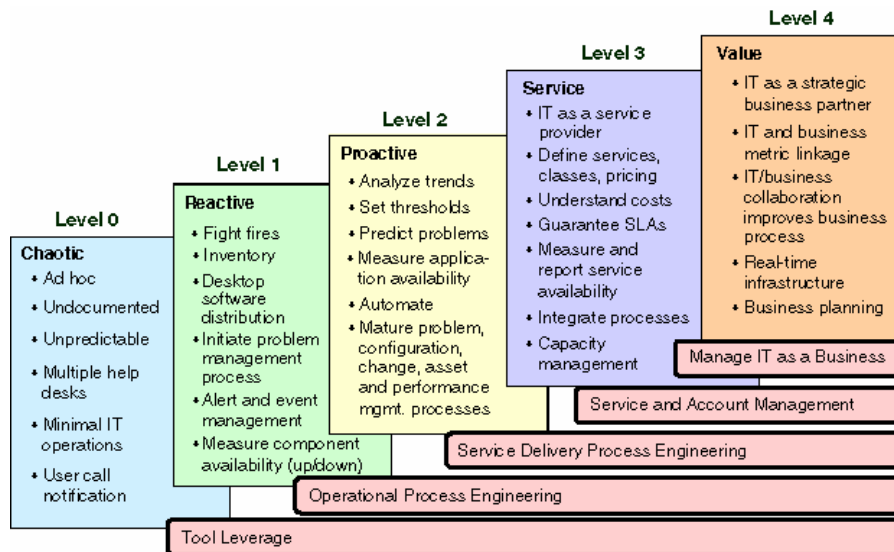 Level 0
Chaotic
• Ad hoc
• Undocumented
• Unpredictable
• Multiple help
desks
• Minimal IT
operations
• User call
notification
Level 1
Reactive
• Fight fires
• Inventory
• Desktop
software
distribution
• Initiate problem
management
process
• Alert and event
management
• Measure component
availability (up/down)
Level 2
Proactive
• Analyze trends
• Set thresholds
• Predict problems
• Measure applica-
tion availability
• Automate
• Mature problem,
configuration,
change, asset
and performance
mgmt. processes
Level 3
Service
• IT as a service
provider
• Define services,
classes, pricing
• Understand costs
• Guarantee SLAs
• Measure and
report service
availability
• Integrate processes
• Capacity
management
Level 4
Value
• IT as a strategic
business partner
• IT and business
metric linkage
• IT/business
collaboration
improves business
process
• Real-time
infrastructure
• Business planning
Manage IT as a Business
Service and Account Management
Service Delivery Process Engineering
Operational Process Engineering
Tool Leverage